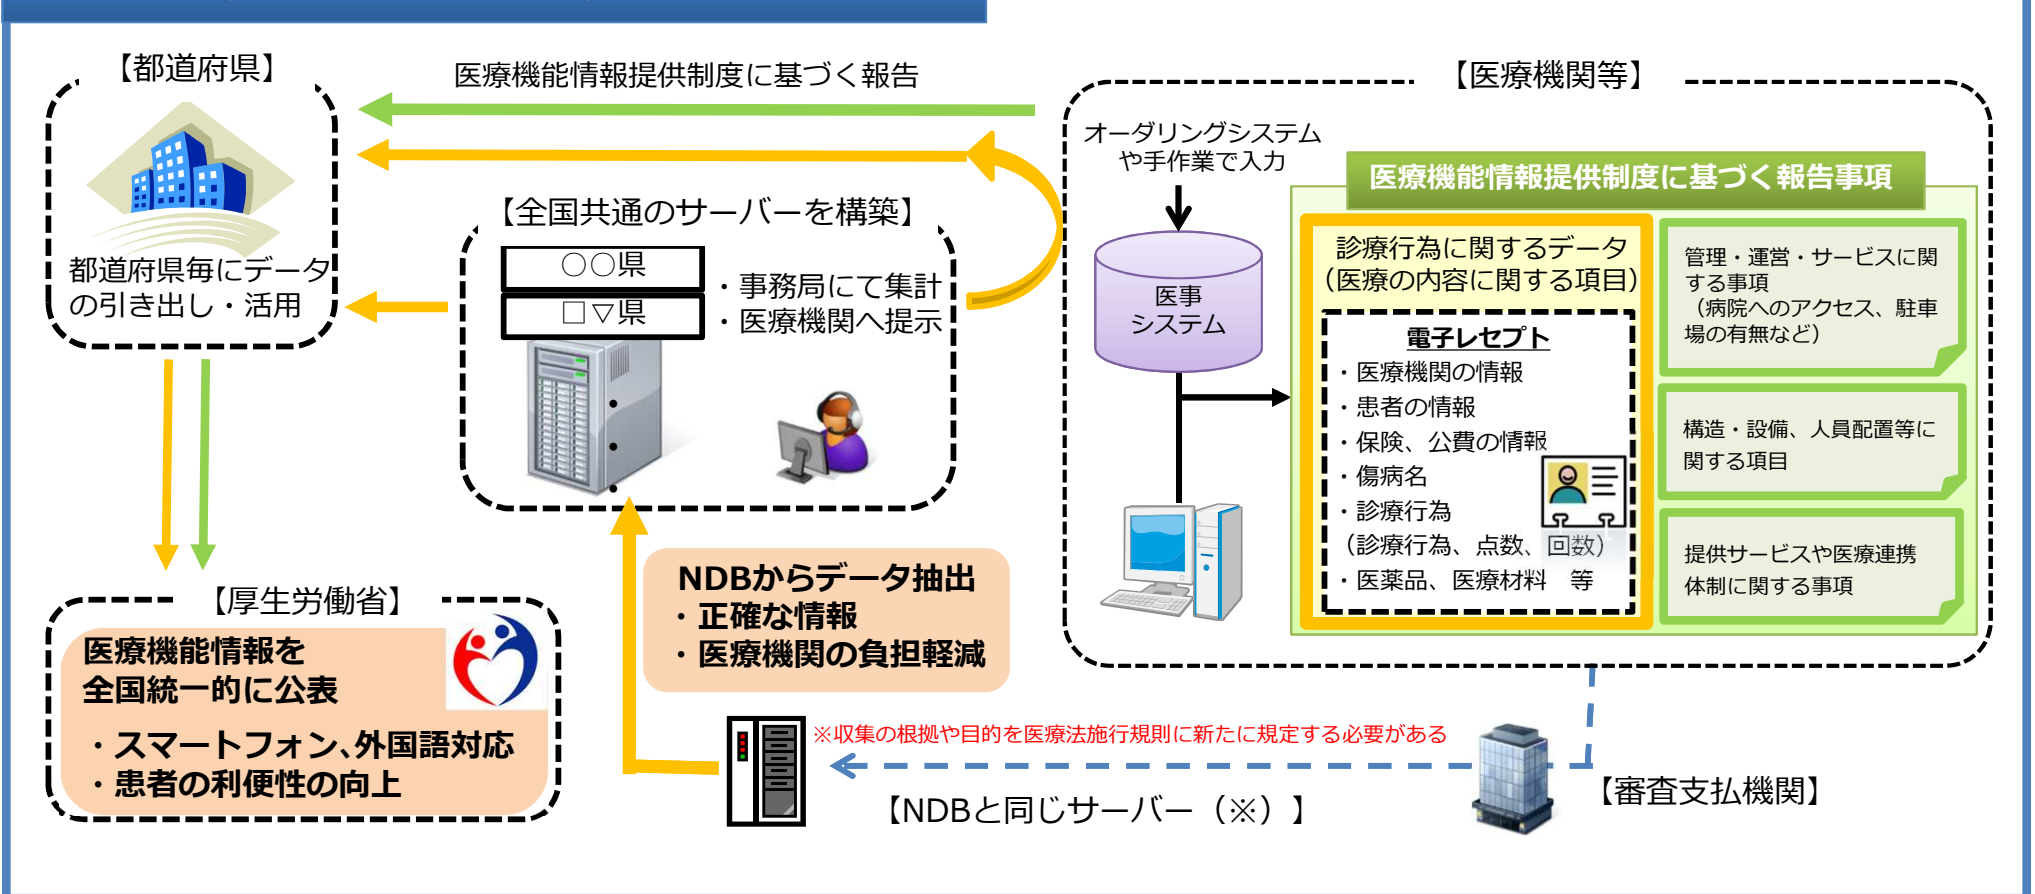 【都道府県】
都道府県毎にデータ
の引き出し・活用
医療機能情報提供制度に基づく報告
【全国共通のサーバーを構築】
○○県
□▽県
・事務局にて集計
・医療機関へ提示
【医療機関等】
オーダリングシステム
や手作業で入力
医事
システム
医療機能情報提供制度に基づく報告事項
診療行為に関するデータ
(医療の内容に関する項目)
電子レセプト
・医療機関の情報
・患者の情報
・保険、公費の情報
・傷病名
・診療行為
（診療行為、点数、回数）
・医薬品、医療材料　等
管理・運営・サービスに関
する事項
（病院へのアクセス、駐車
場の有無など）
構造・設備、人員配置等に
関する項目
提供サービスや医療連携
体制に関する事項
NDBからデータ抽出
・正確な情報
・医療機関の負担軽減
【厚生労働省】
医療機能情報を
全国統一的に公表
・スマートフォン、外国語対応
・患者の利便性の向上
※収集の根拠や目的を医療法施行規則に新たに規定する必要がある
【NDBと同じサーバー（※）】
【審査支払機関】